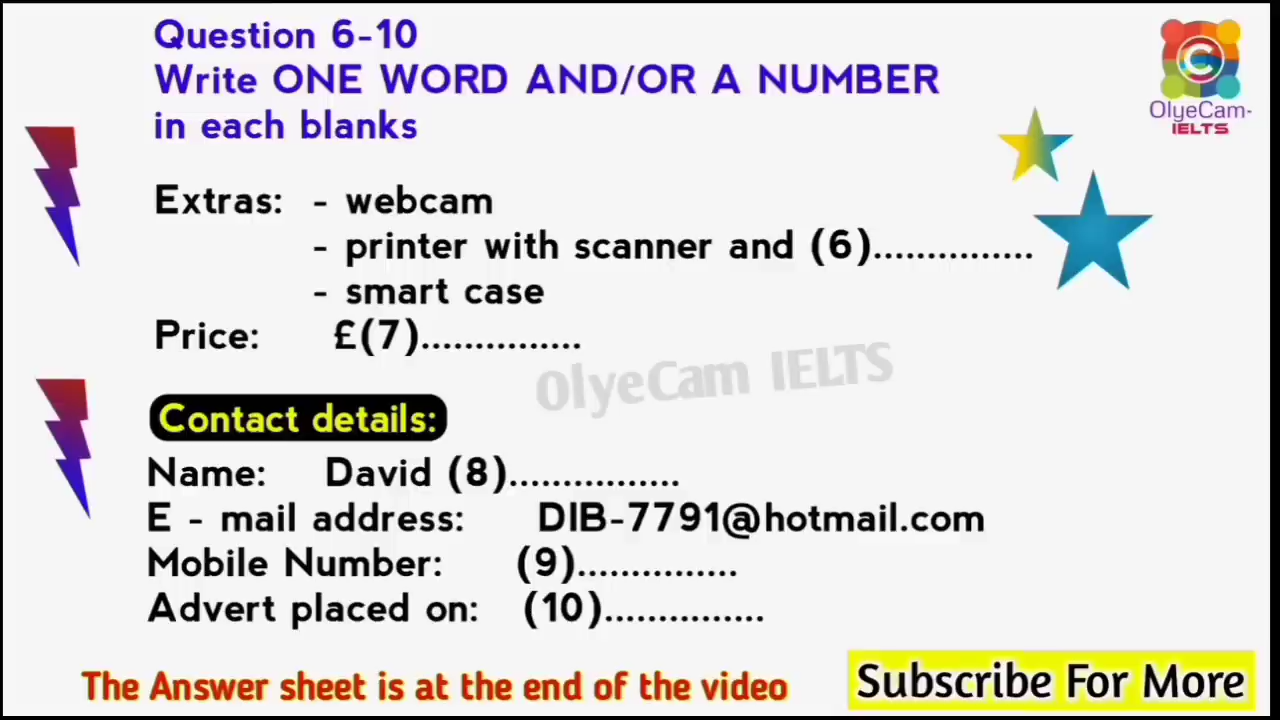 Question 6-10
Write ONE WORD AND/OR A NUMBER
in each blanks
OlyeCam-
IELTS
Extras: - webcam
- printer with scanner and (6)...............
- smart case
Price: £(7)...............
OlyeCam IELTS
Contact details:
Name: David (8)................
E - mail address: DIB-7791@hotmail.com
Mobile Number: (9)...............
Advert placed on: (10)...............
The Answer sheet is at the end of the video
Subscribe For More